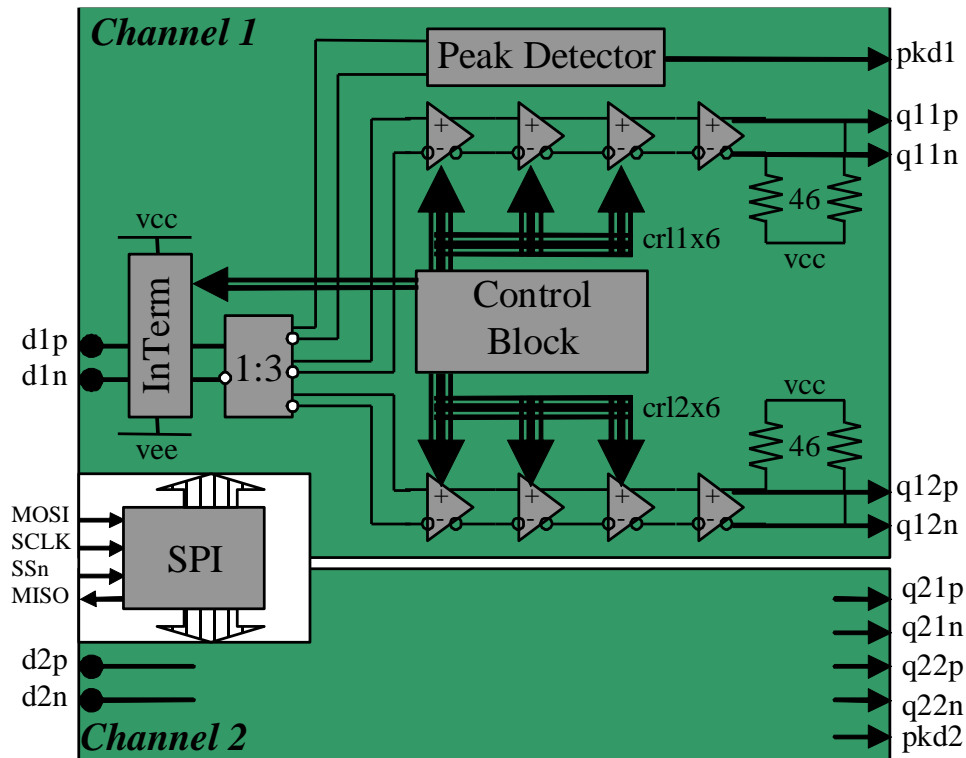 Channel 1
Peak Detector
pkd1
q11p
q11n
+ + + +
- - - -
46
vcc
crl1x6
vcc
InTerm
vee
d1p
d1n
1:3
Control
Block
crl2x6
vcc
46
+ + + +
- - - -
q12p
q12n
MOSI
SCLK
SSn
MISO
SPI
q21p
q21n
q22p
q22n
pkd2
d2p
d2n
Channel 2